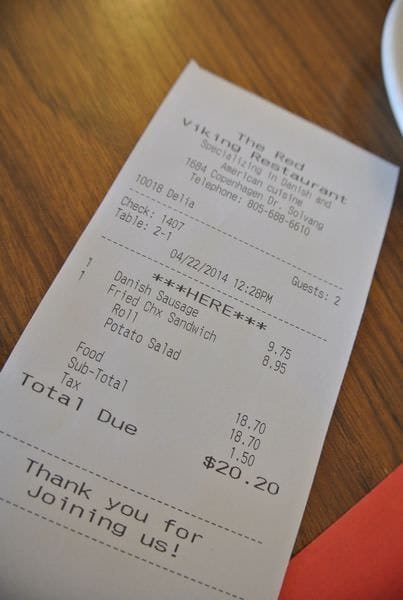 The Red
Viking Restaurant
Specializing in Danish and
American cuisine
1684 Copenhagen Dr. Solvang
Telephone: 805-688-6610
10018 Delia
Check: 1407 Guests: 2
Table: 2-1
04/22/2014 12:28PM
***HERE***
1 Danish Sausage 9.75
1 Fried Chx Sandwich 8.95
Roll
Potato Salad
Food 18.70
Sub-Total 18.70
Tax 1.50
Total Due $20.20
Thank you for
Joining us!